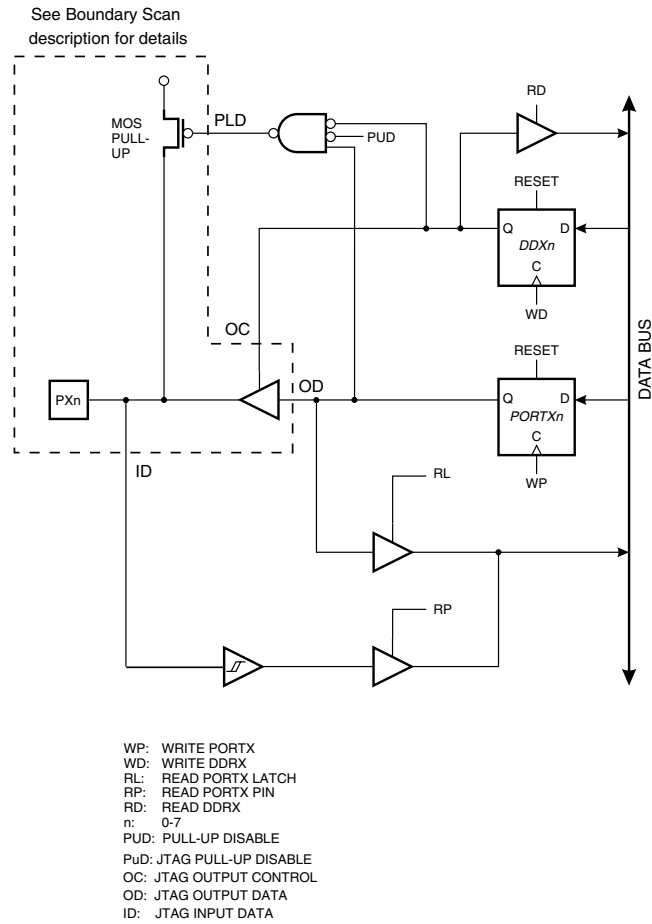 See Boundary Scan
description for details
MOS
PULL-
UP
PLD
PUD
RD
RESET
Q
D
DDXn
C
WD
OC
OD
RESET
Q
D
PORTXn
C
WP
DATA BUS
PXn
ID
RL
RP
WP: WRITE PORTX
WD: WRITE DDRX
RL: READ PORTX LATCH
RP: READ PORTX PIN
RD: READ DDRX
n: 0-7
PUD: PULL-UP DISABLE
PuD: JTAG PULL-UP DISABLE
OC: JTAG OUTPUT CONTROL
OD: JTAG OUTPUT DATA
ID: JTAG INPUT DATA